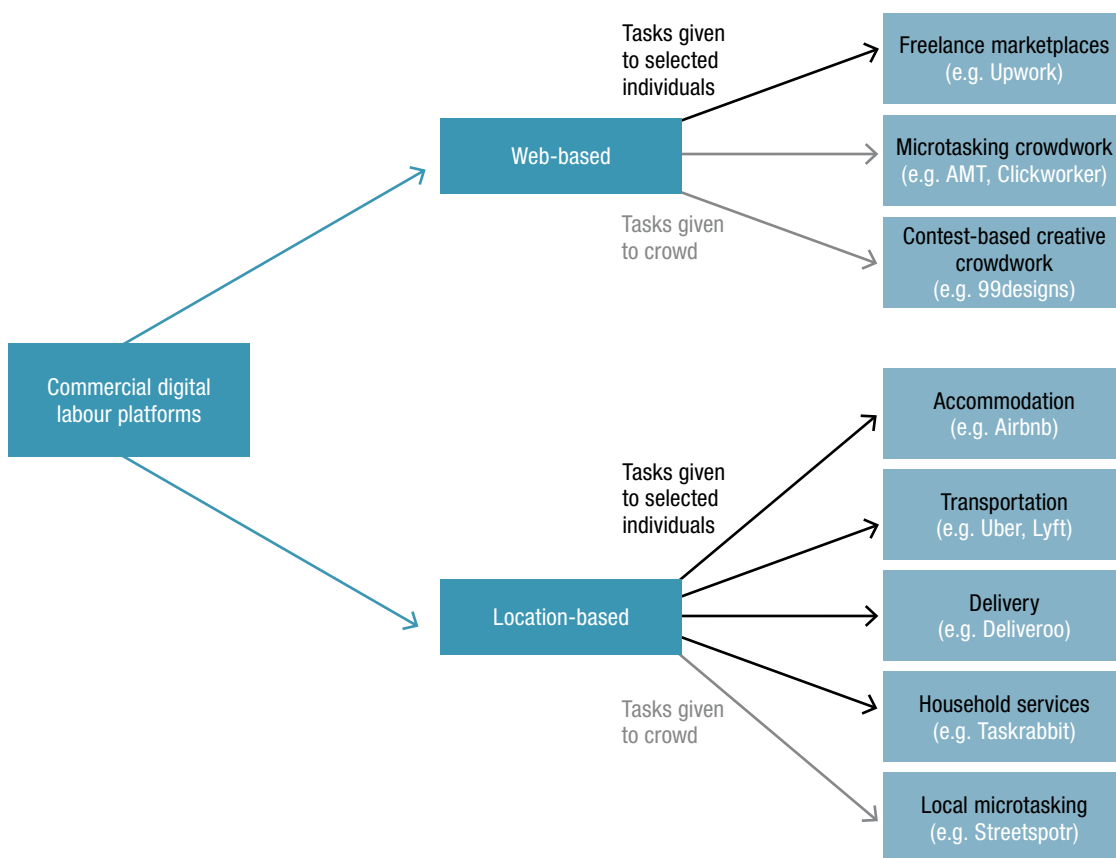 Tasks given
to selected
individuals
Freelance marketplaces
(e.g. Upwork)
Web-based
Microtasking crowdwork
(e.g. AMT, Clickworker)
Tasks given
to crowd
Contest-based creative
crowdwork
(e.g. 99designs)
Commercial digital
labour platforms
Accommodation
(e.g. Airbnb)
Tasks given
to selected
individuals
Transportation
(e.g. Uber, Lyft)
Location-based
Delivery
(e.g. Deliveroo)
Tasks given
to crowd
Household services
(e.g. Taskrabbit)
Local microtasking
(e.g. Streetspotr)